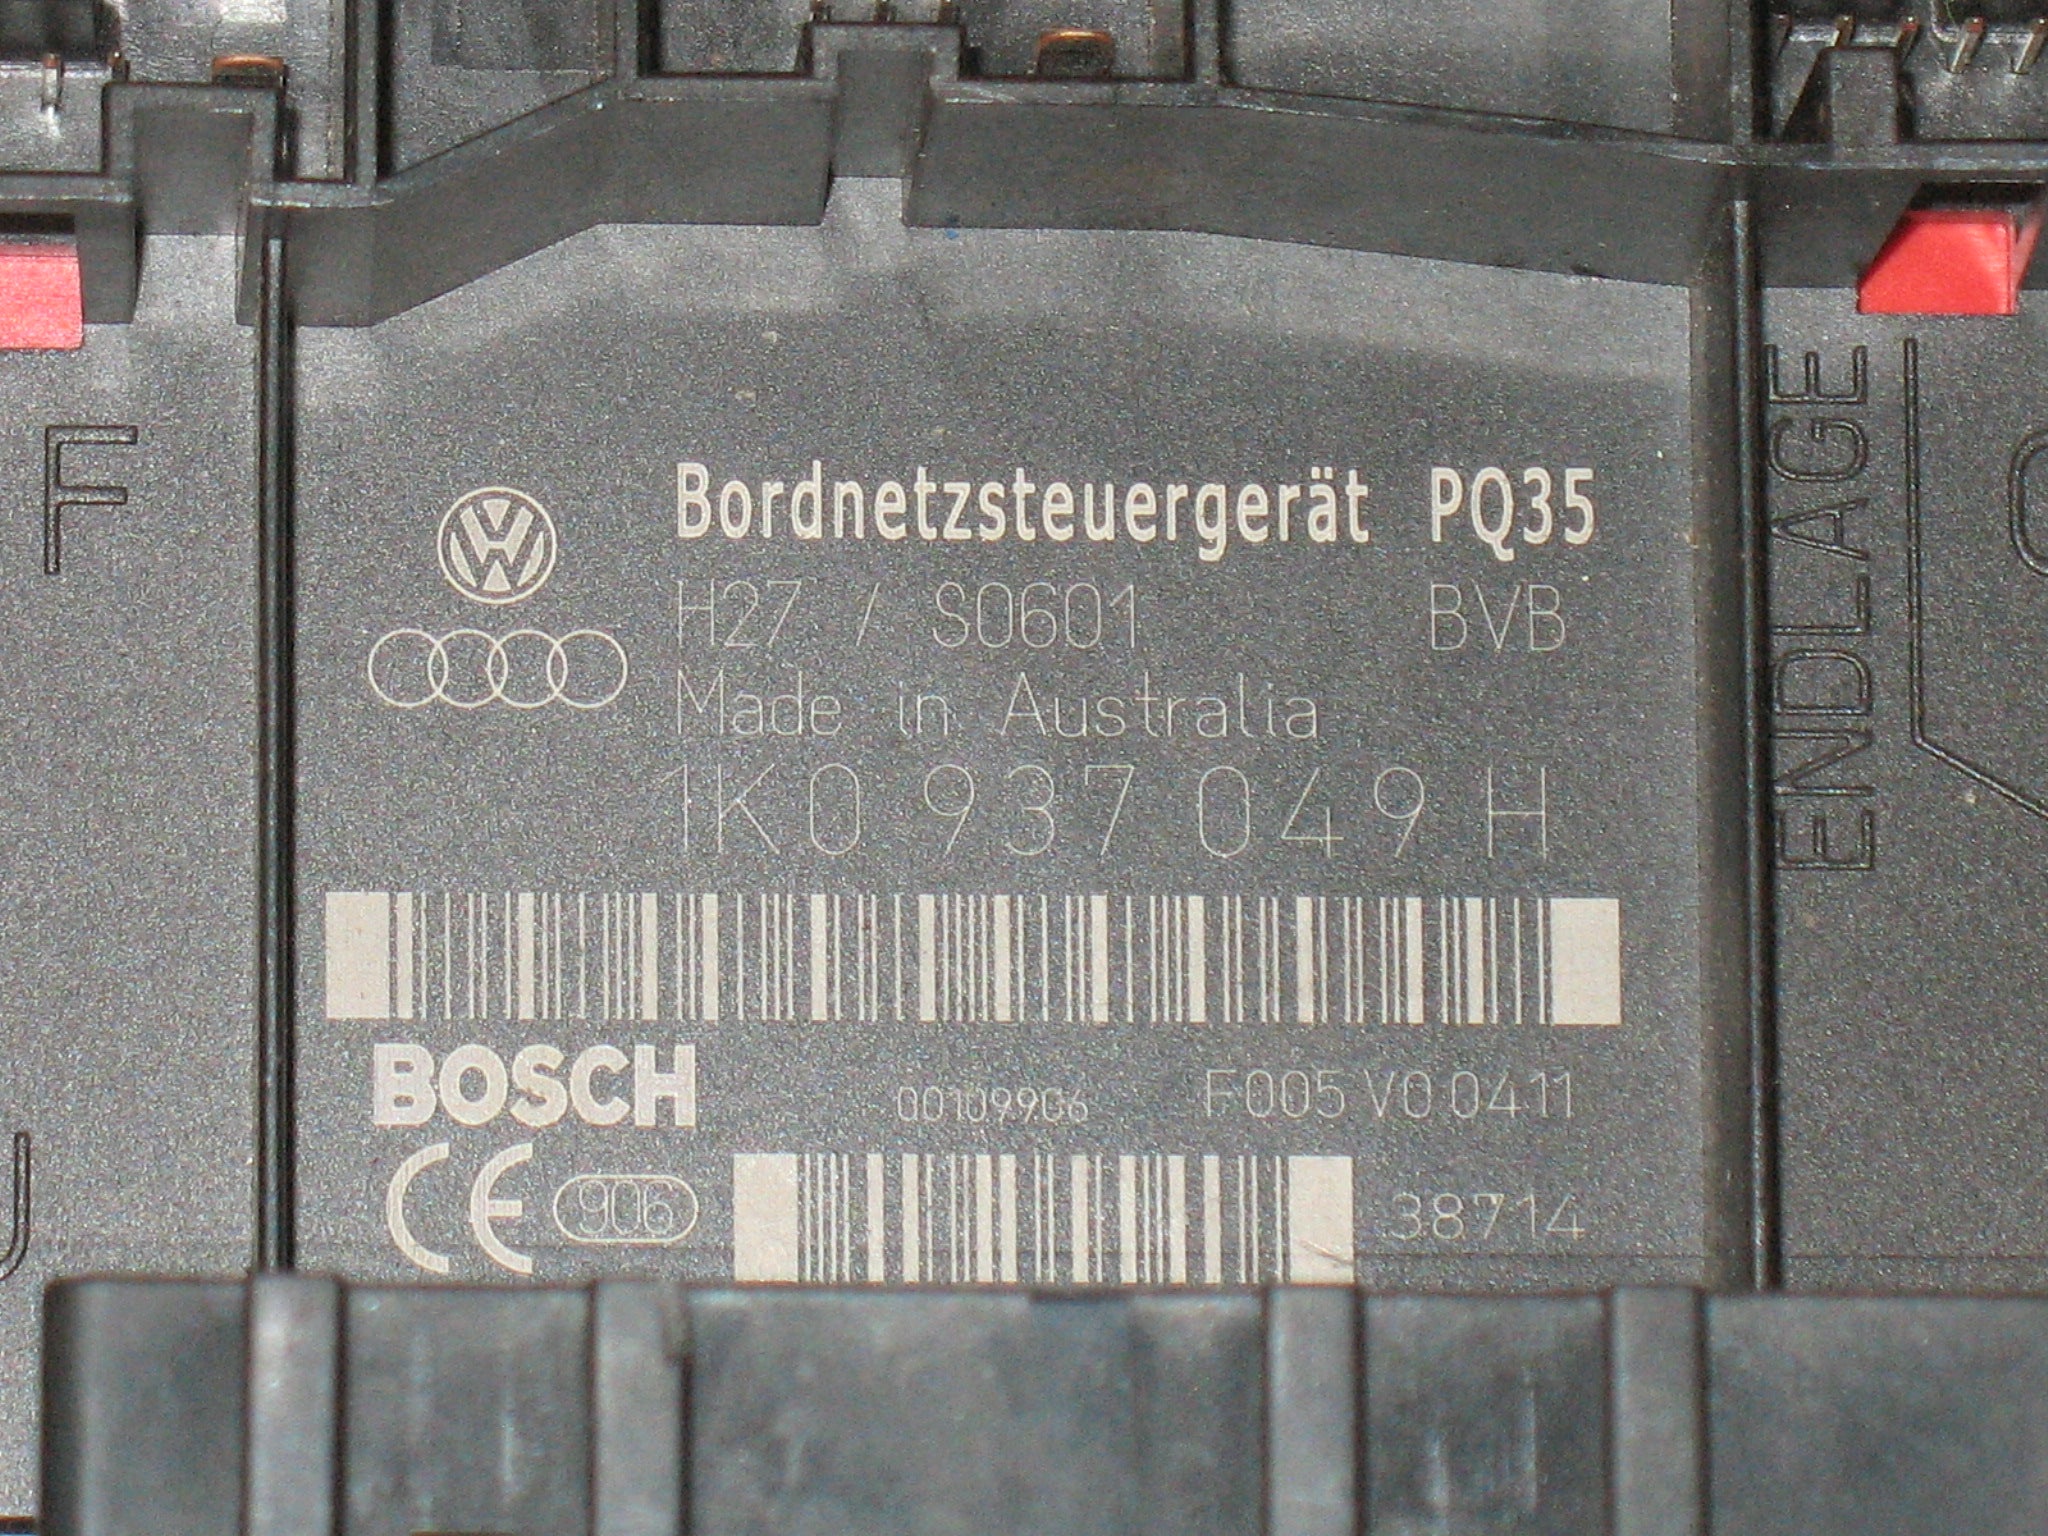 F
Bordnetzsteuergerät PQ35
H27 / S0601 BVB
Made in Australia
1K0 937 049 H
BOSCH
00109906 F005 V0 0411
CE 906
38714
ENDLAGE